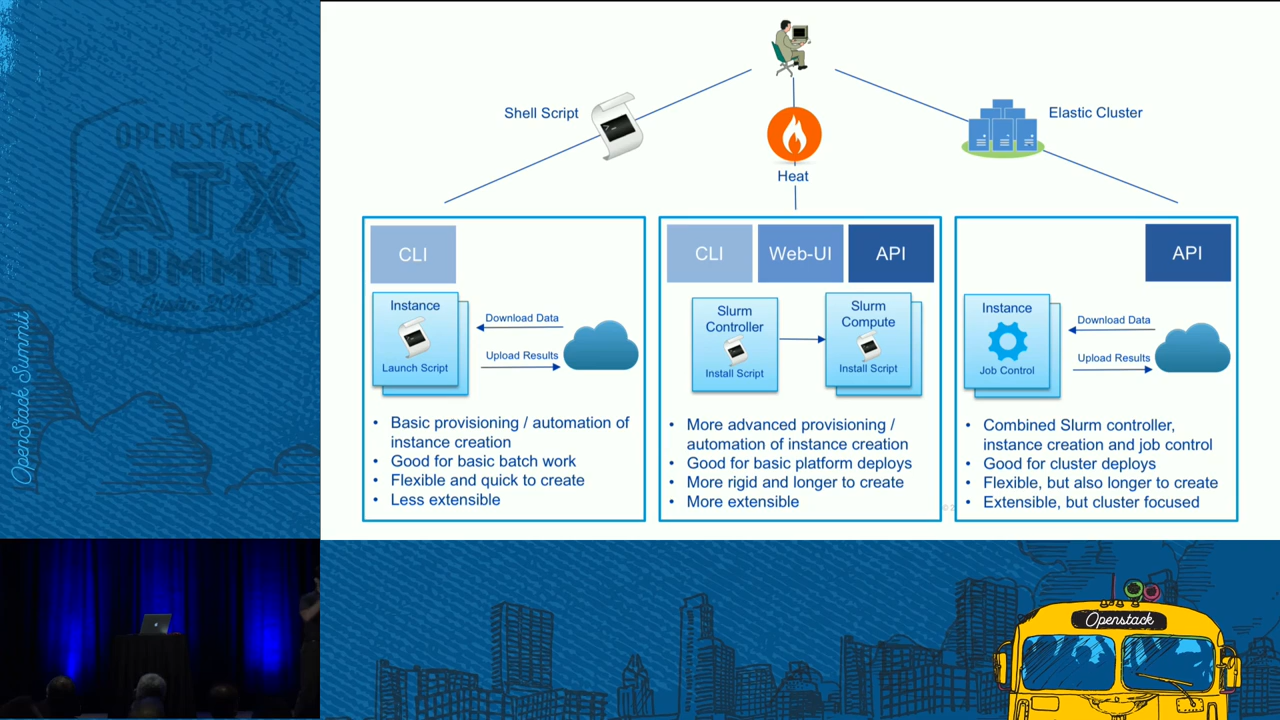 OPENSTACK
ATX
SUMMIT
OpenStack Summit
Shell Script
Heat
Elastic Cluster
CLI
Instance
Launch Script
Download Data
Upload Results
• Basic provisioning / automation of
instance creation
• Good for basic batch work
• Flexible and quick to create
• Less extensible
CLI
Web-UI
API
Slurm
Controller
Install Script
Slurm
Compute
Install Script
• More advanced provisioning /
automation of instance creation
• Good for basic platform deploys
• More rigid and longer to create
• More extensible
API
Instance
Job Control
Download Data
Upload Results
• Combined Slurm controller,
instance creation and job control
• Good for cluster deploys
• Flexible, but also longer to create
• Extensible, but cluster focused
Openstack